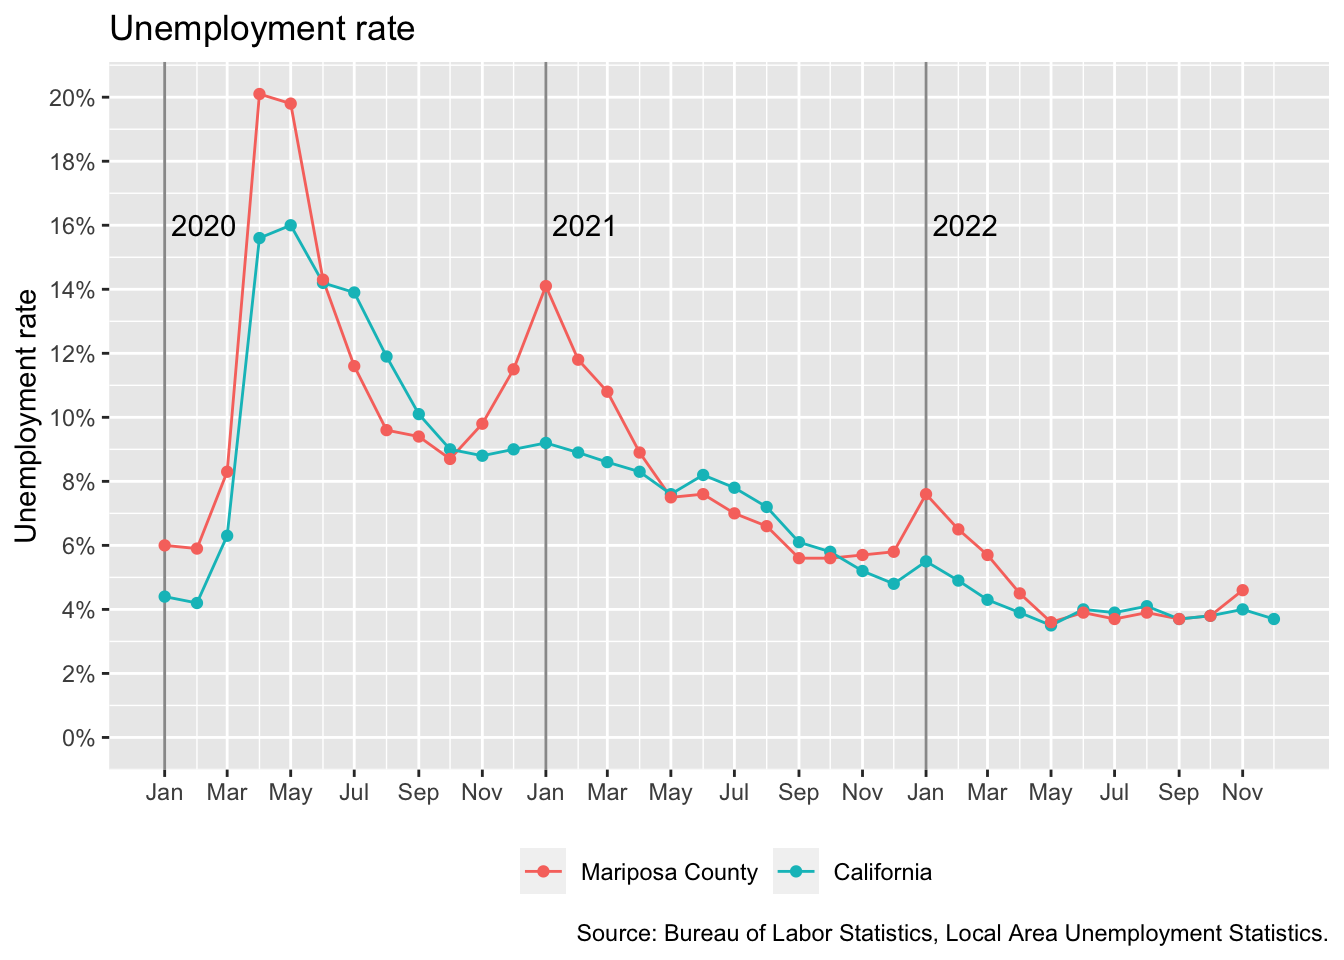 Unemployment rate
20%
18%
16%
14%
12%
10%
8%
6%
4%
2%
0%
Unemployment rate
2020 2021 2022
Jan Mar May Jul Sep Nov Jan Mar May Jul Sep Nov Jan Mar May Jul Sep Nov
Mariposa County California
Source: Bureau of Labor Statistics, Local Area Unemployment Statistics.